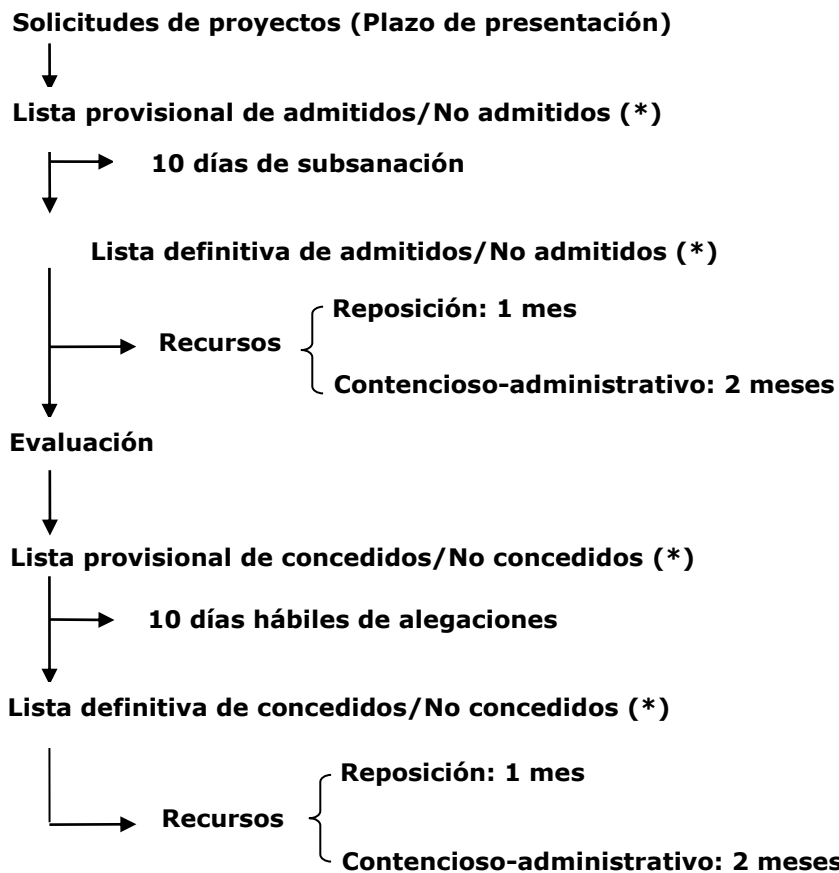 Solicitudes de proyectos (Plazo de presentación)
Lista provisional de admitidos/No admitidos (*)
10 días de subsanación
Lista definitiva de admitidos/No admitidos (*)
Reposición: 1 mes
Recursos
Contencioso-administrativo: 2 meses
Evaluación
Lista provisional de concedidos/No concedidos (*)
10 días hábiles de alegaciones
Lista definitiva de concedidos/No concedidos (*)
Reposición: 1 mes
Recursos
Contencioso-administrativo: 2 meses